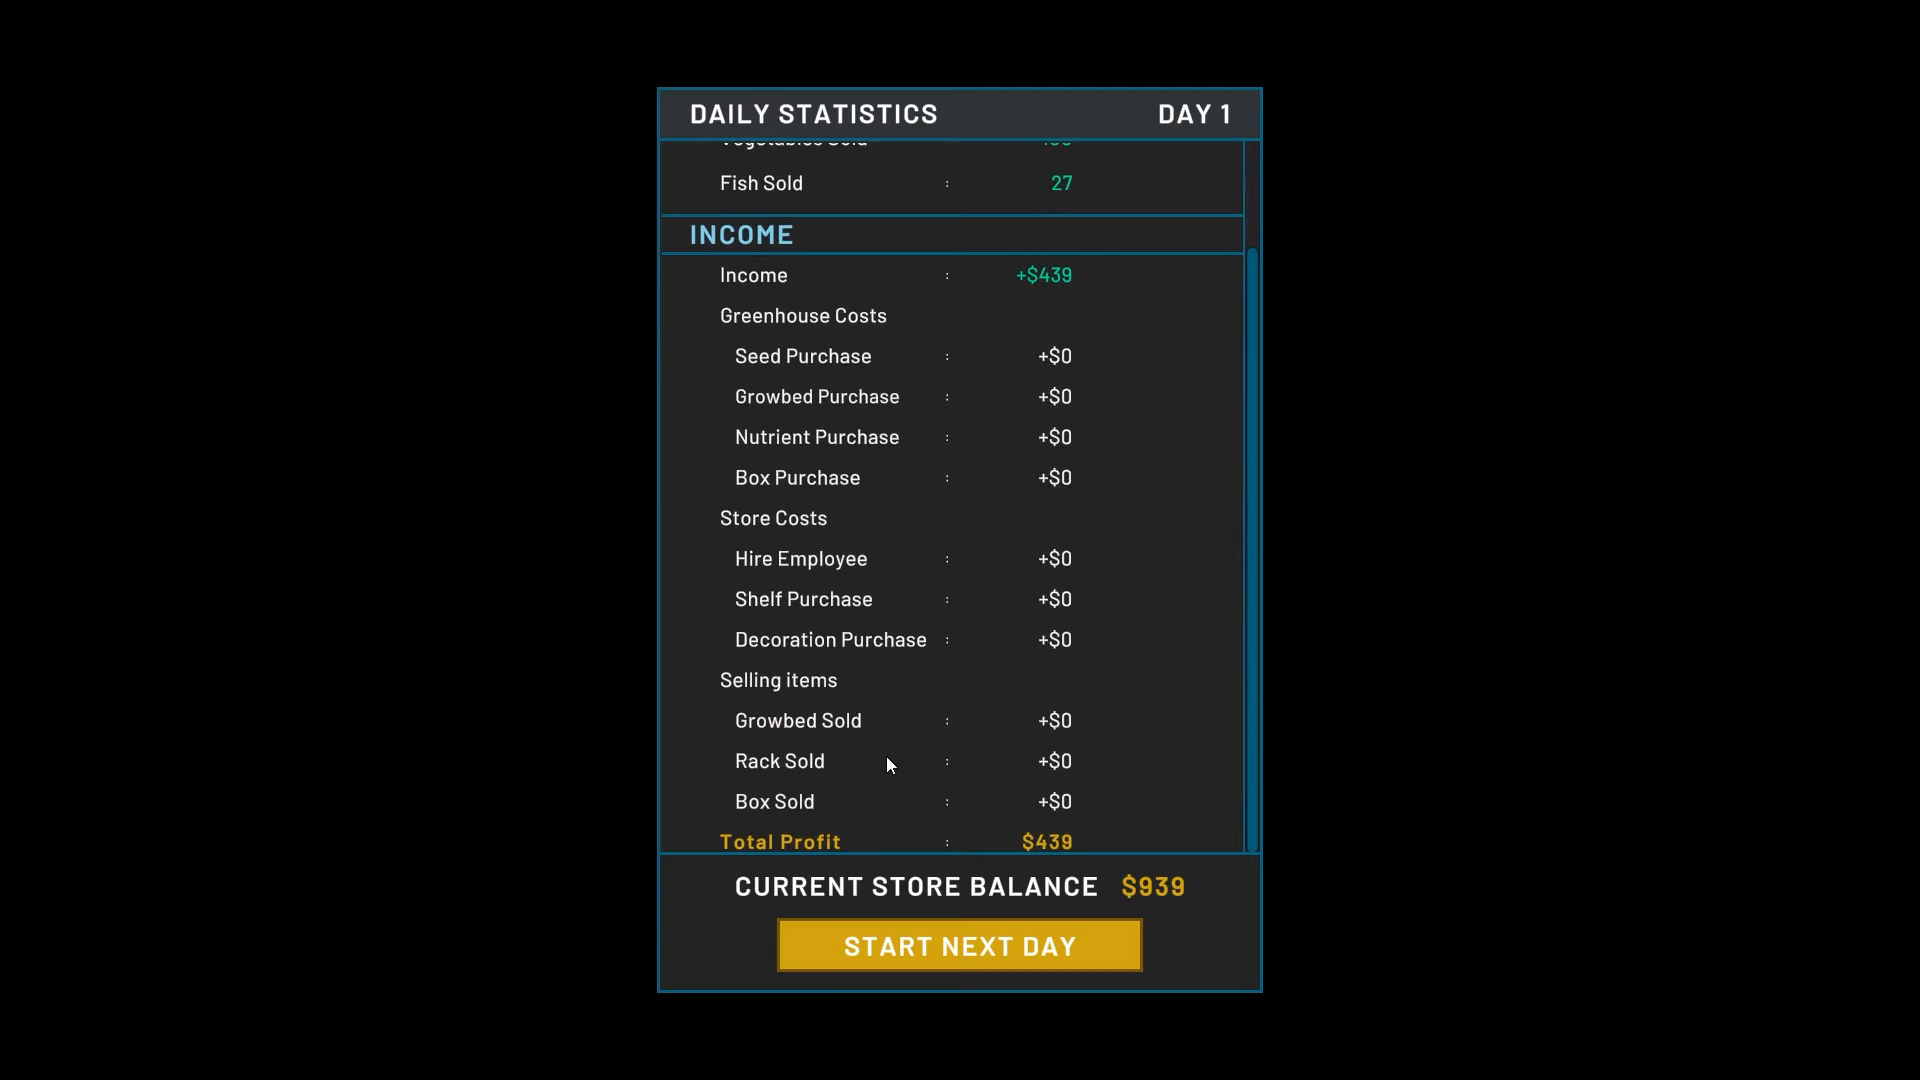 DAILY STATISTICS DAY 1
Vegetables Sold
Fish Sold : 27
INCOME
Income : +$439
Greenhouse Costs
Seed Purchase : +$0
Growbed Purchase : +$0
Nutrient Purchase : +$0
Box Purchase : +$0
Store Costs
Hire Employee : +$0
Shelf Purchase : +$0
Decoration Purchase : +$0
Selling items
Growbed Sold : +$0
Rack Sold : +$0
Box Sold : +$0
Total Profit : $439
CURRENT STORE BALANCE $939
START NEXT DAY